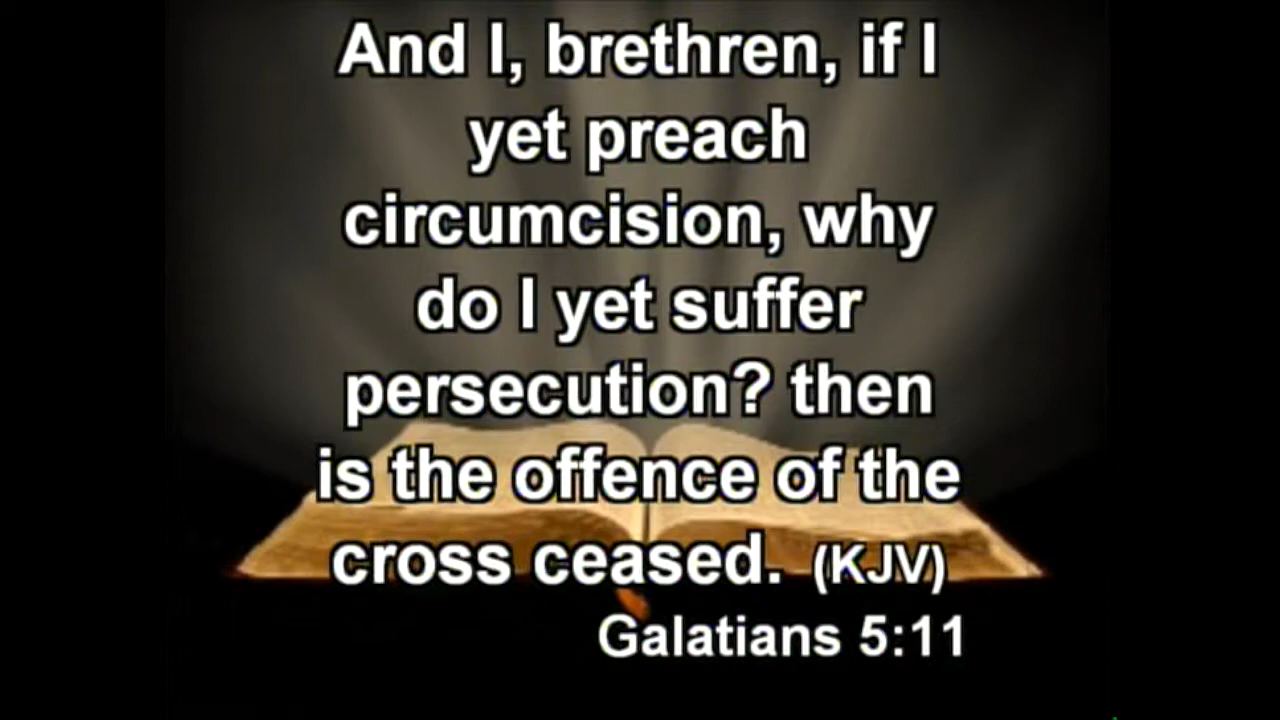 And I, brethren, if I
yet preach
circumcision, why
do I yet suffer
persecution? then
is the offence of the
cross ceased. (KJV)
Galatians 5:11